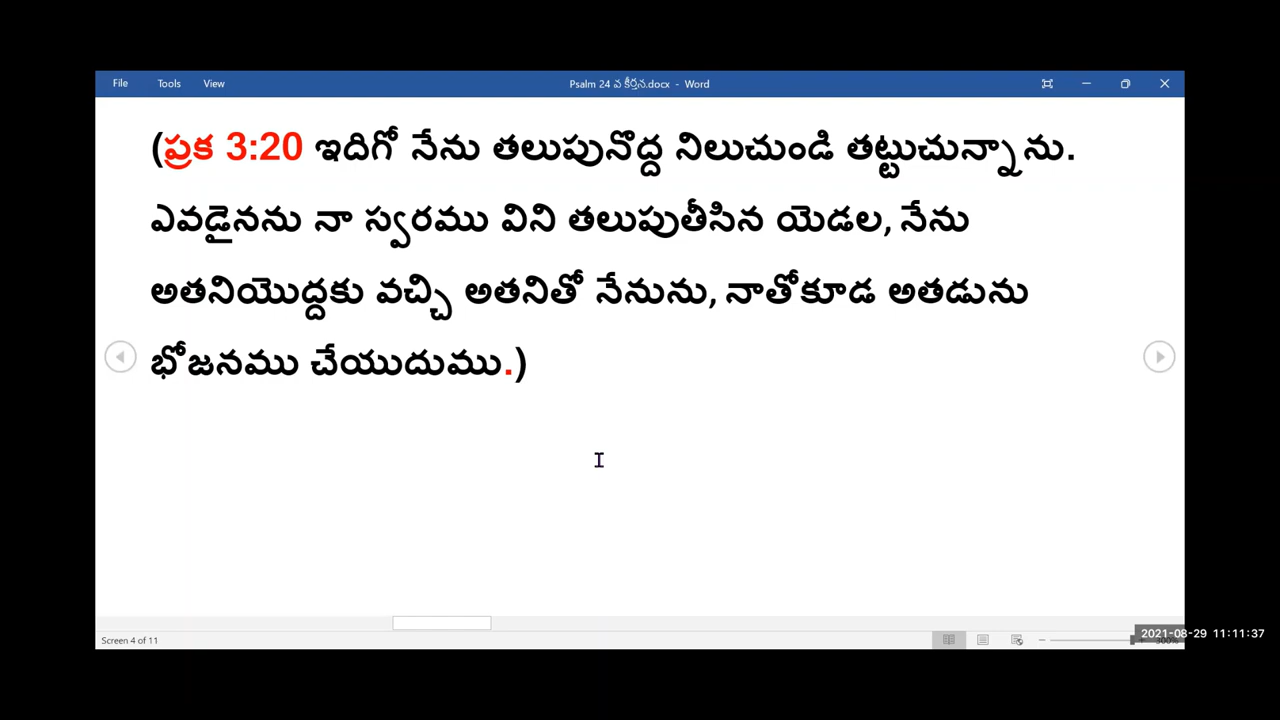 File Tools View Psalm 24 వ కీర్తన.docx - Word
(ప్రక 3:20 ఇదిగో నేను తలుపునొద్ద నిలుచుండి తట్టుచున్నాను.
ఎవడైనను నా స్వరము విని తలుపుతీసిన యెడల, నేను
అతనియొద్దకు వచ్చి అతనితో నేనును, నాతోకూడ అతడును
భోజనము చేయుదుము.)
2021-08-29 11:11:37
Screen 4 of 11